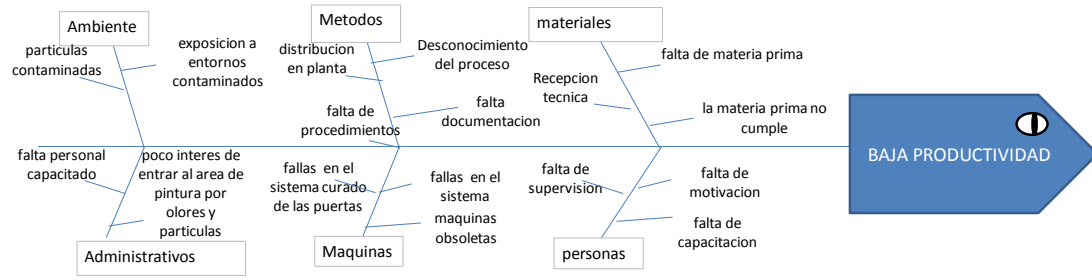 Ambiente
particulas
contaminadas
exposicion a
entornos
contaminados
Metodos
distribucion
en planta
Desconocimiento
del proceso
falta de
procedimientos
falta
documentacion
materiales
falta de materia prima
Recepcion
tecnica
la materia prima no
cumple
BAJA PRODUCTIVIDAD
falta personal
capacitado
poco interes de
entrar al area de
pintura por
olores y
particulas
Administrativos
fallas en el
sistema curado
de las puertas
fallas en el
sistema
maquinas
obsoletas
Maquinas
falta de
supervision
falta de
motivacion
falta de
capacitacion
personas